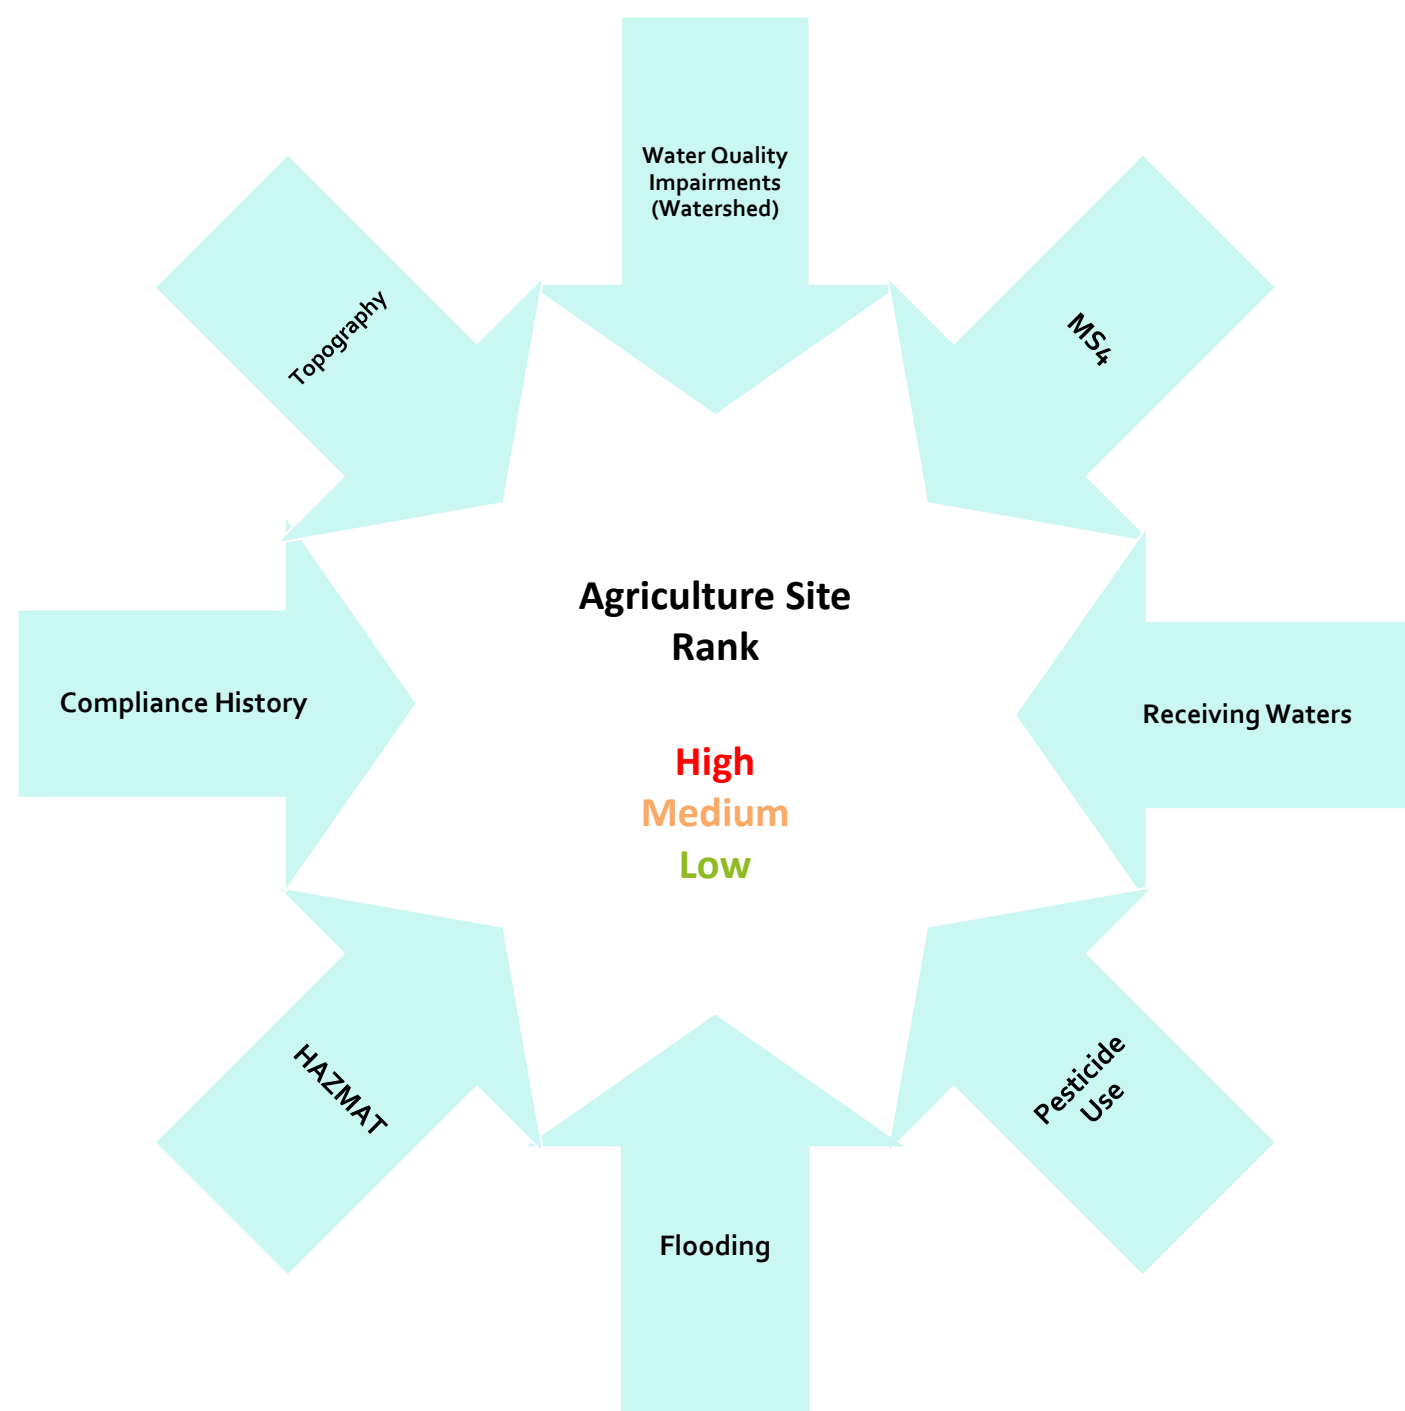 Water Quality
Impairments
(Watershed)
Topography
MS4
Agriculture Site
Rank
Compliance History
Receiving Waters
High
Medium
Low
HAZMAT
Pesticide
Use
Flooding